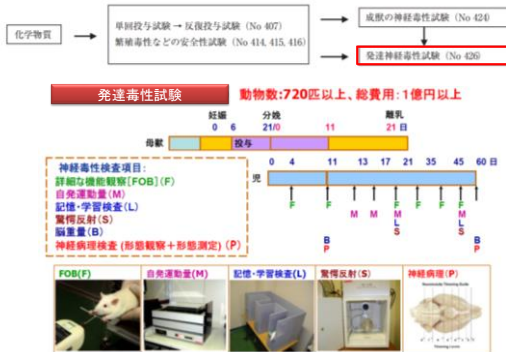 化学物質
単回投与試験 → 反復投与試験 (No 407)
繁殖毒性などの安全性試験 (No 414, 415, 416)
成獣の神経毒性試験 (No 424)
発達神経毒性試験 (No 426)
発達毒性試験
動物数:720匹以上、総費用:1億円以上
妊娠 分娩 離乳
0 6 21/0 11 21 日
母獣
投与
神経毒性検査項目:
詳細な機能観察[FOB](F)
自発運動量(M)
記憶・学習検査(L)
驚愕反射(S)
脳重量(B)
神経病理検査 (形態観察+形態測定) (P)
0 4 11 13 17 21 25 35 45 60 日
児
F F F F F F
M M M M
L L
S S
B B
P P
FOB(F)
自発運動量(M)
記憶・学習検査(L)
驚愕反射(S)
神経病理(P)